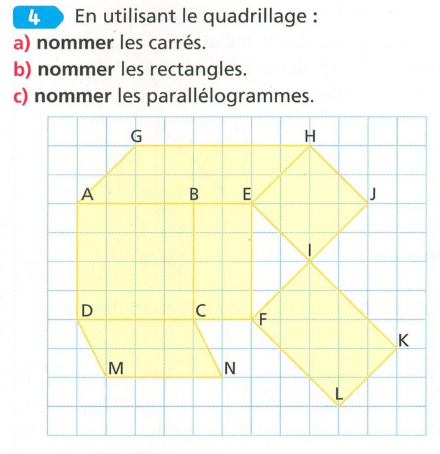 4 En utilisant le quadrillage :
a) nommer les carrés.
b) nommer les rectangles.
c) nommer les parallélogrammes.
G H
A B E J
I
D C F
K
M N
L